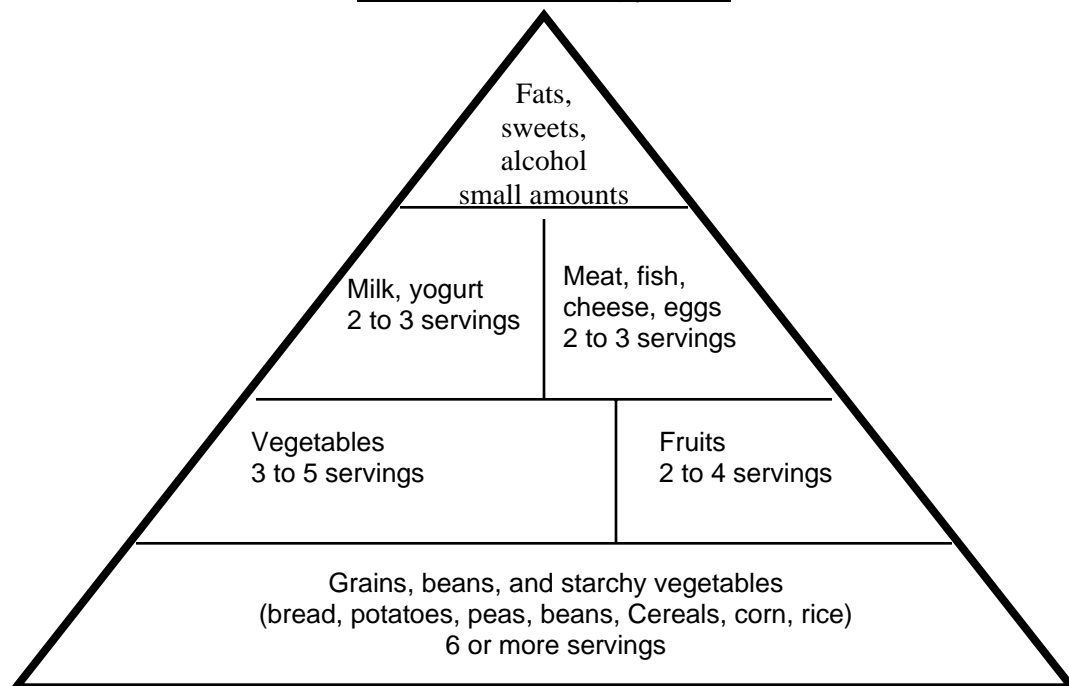 Fats,
sweets,
alcohol
small amounts
Milk, yogurt
2 to 3 servings
Meat, fish,
cheese, eggs
2 to 3 servings
Vegetables
3 to 5 servings
Fruits
2 to 4 servings
Grains, beans, and starchy vegetables
(bread, potatoes, peas, beans, Cereals, corn, rice)
6 or more servings